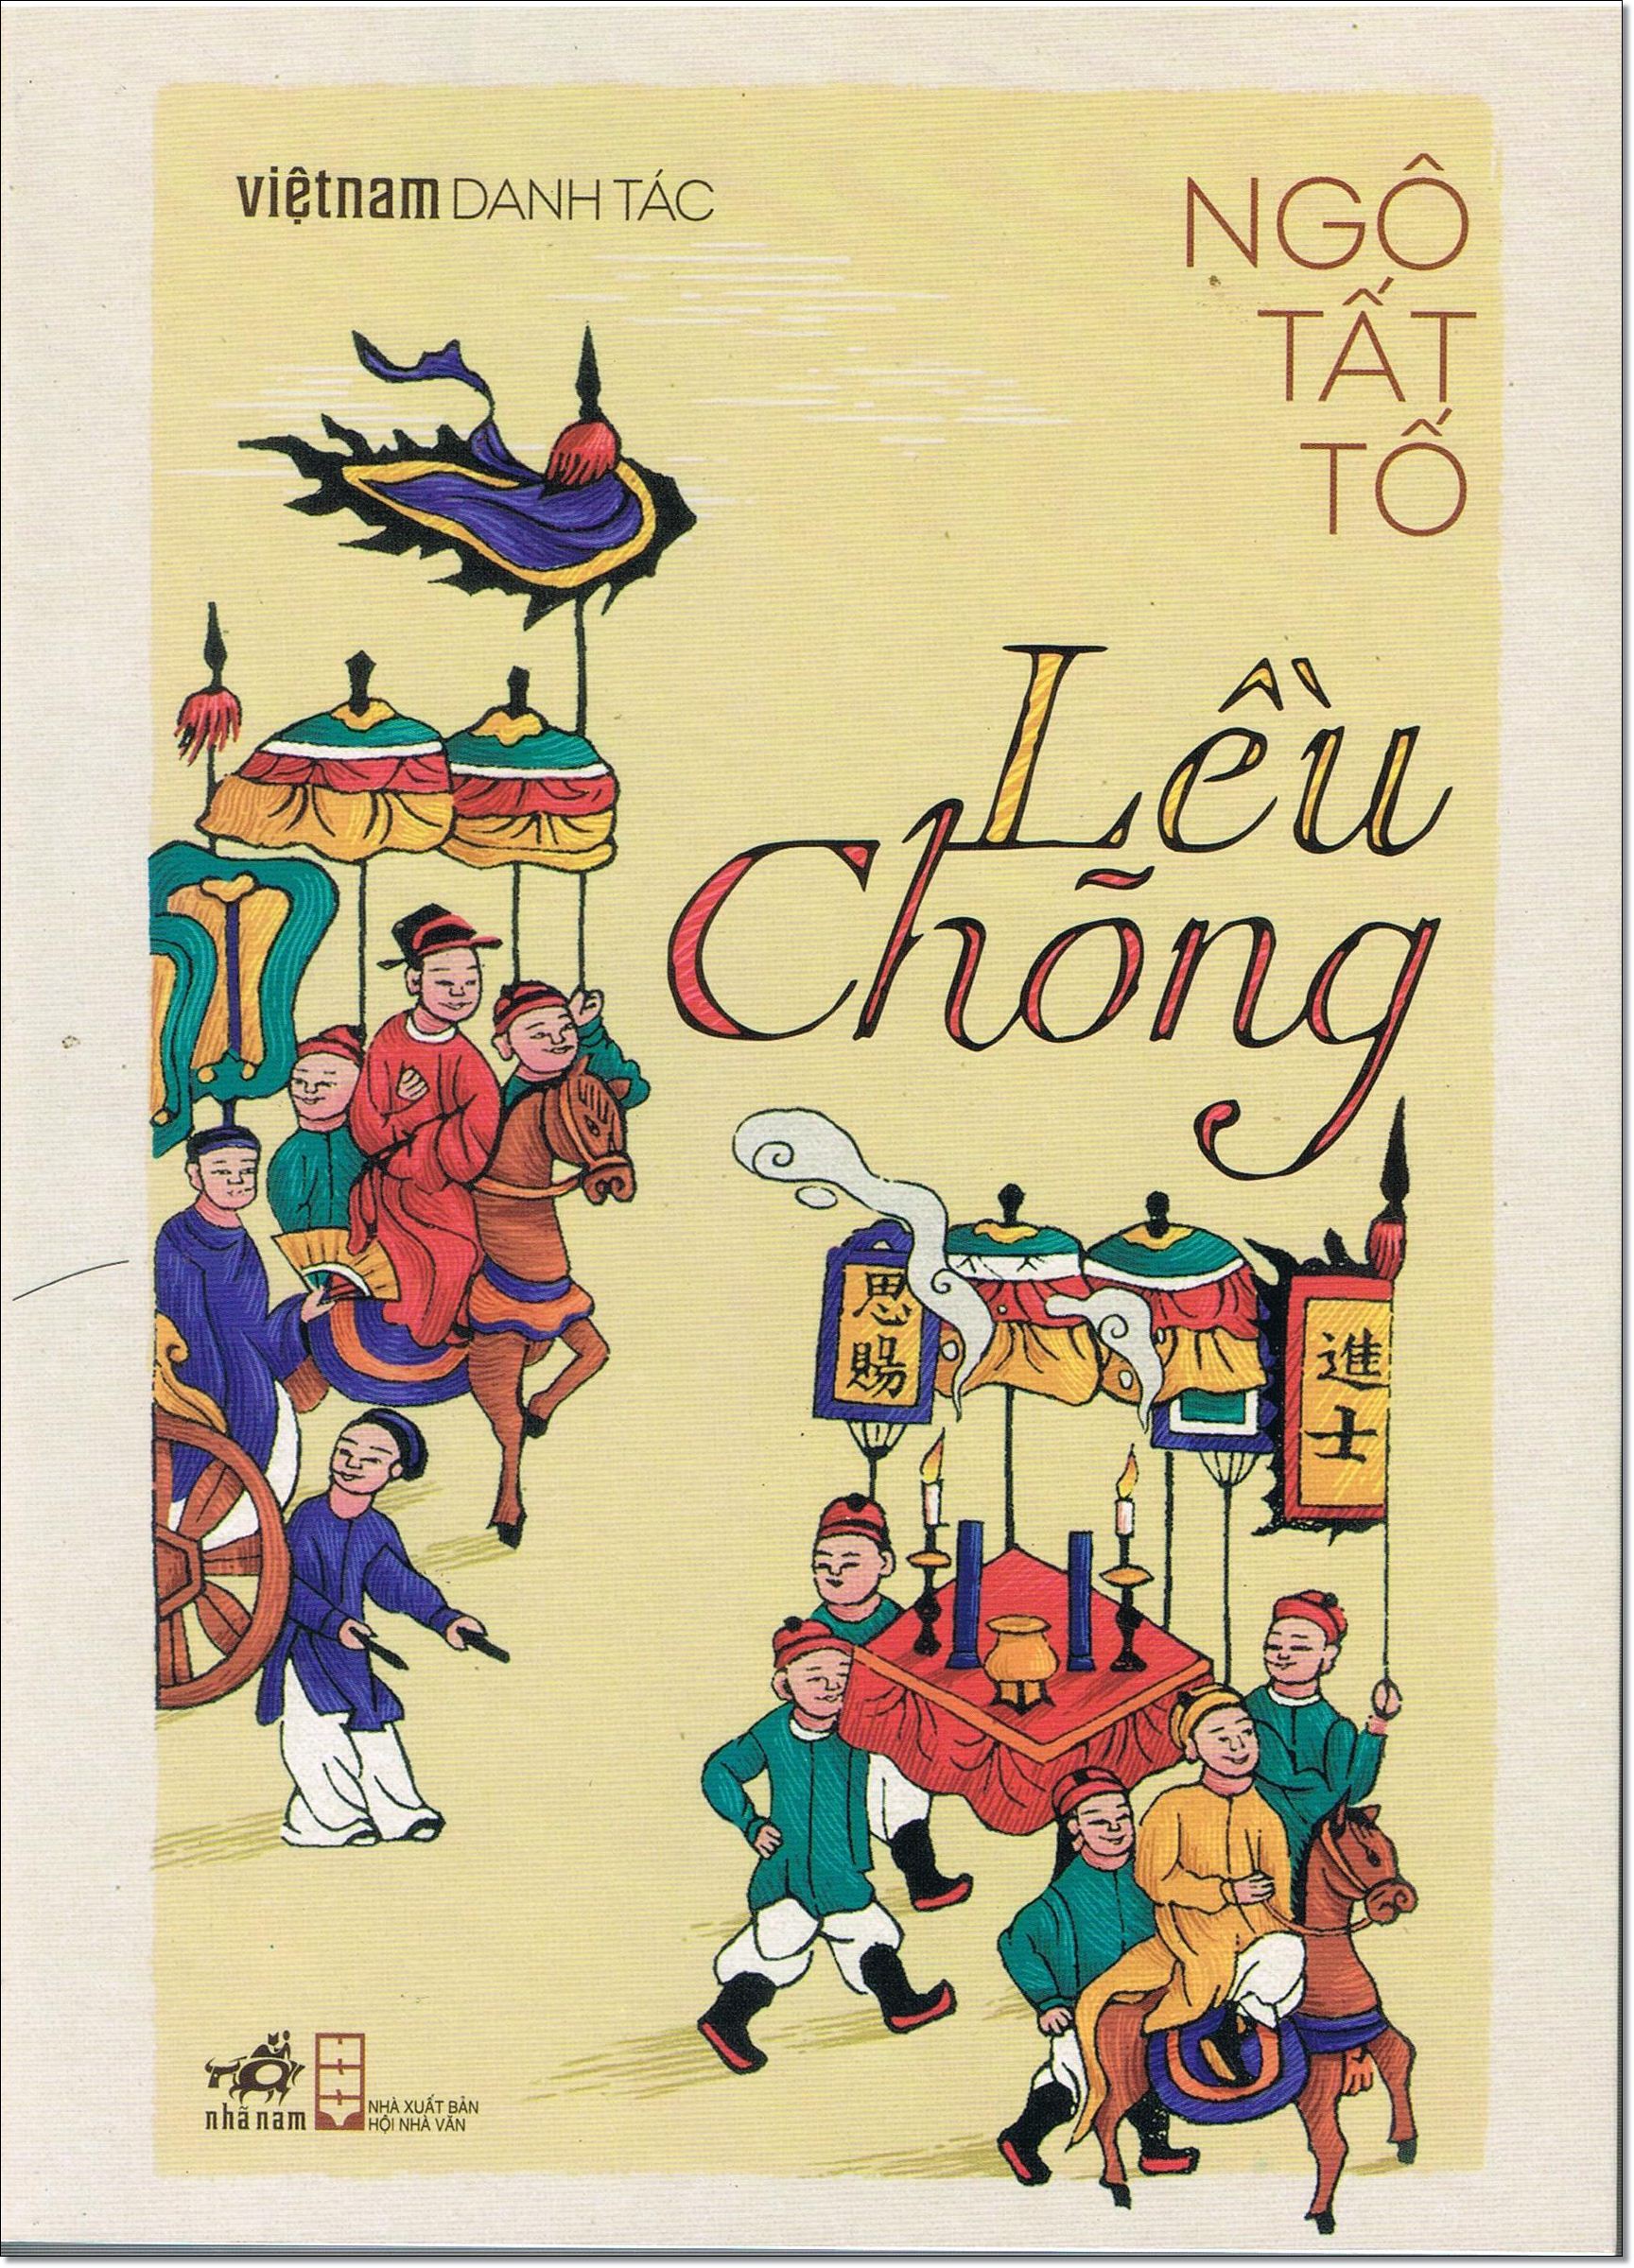 việtnam DANH TÁC
NGÔ
TẤT
TỐ
Lều
Chõng
思
賜
進
士
nhã nam
NHÀ XUẤT BẢN
HỘI NHÀ VĂN